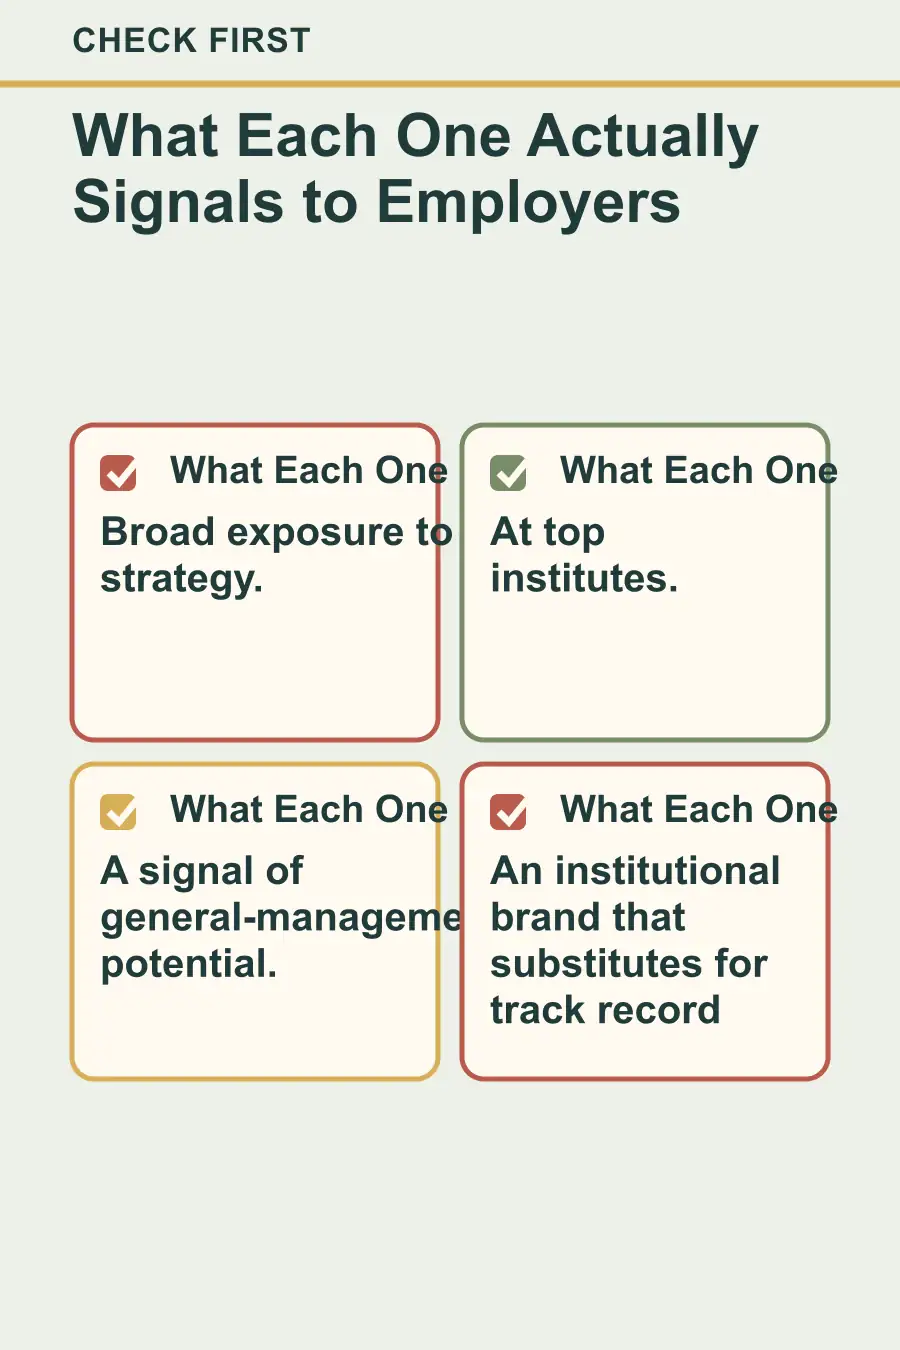 CHECK FIRST
What Each One Actually
Signals to Employers
What Each One
Broad exposure to
strategy.
What Each One
At top
institutes.
What Each One
A signal of
general-manageme
potential.
What Each One
An institutional
brand that
substitutes for
track record